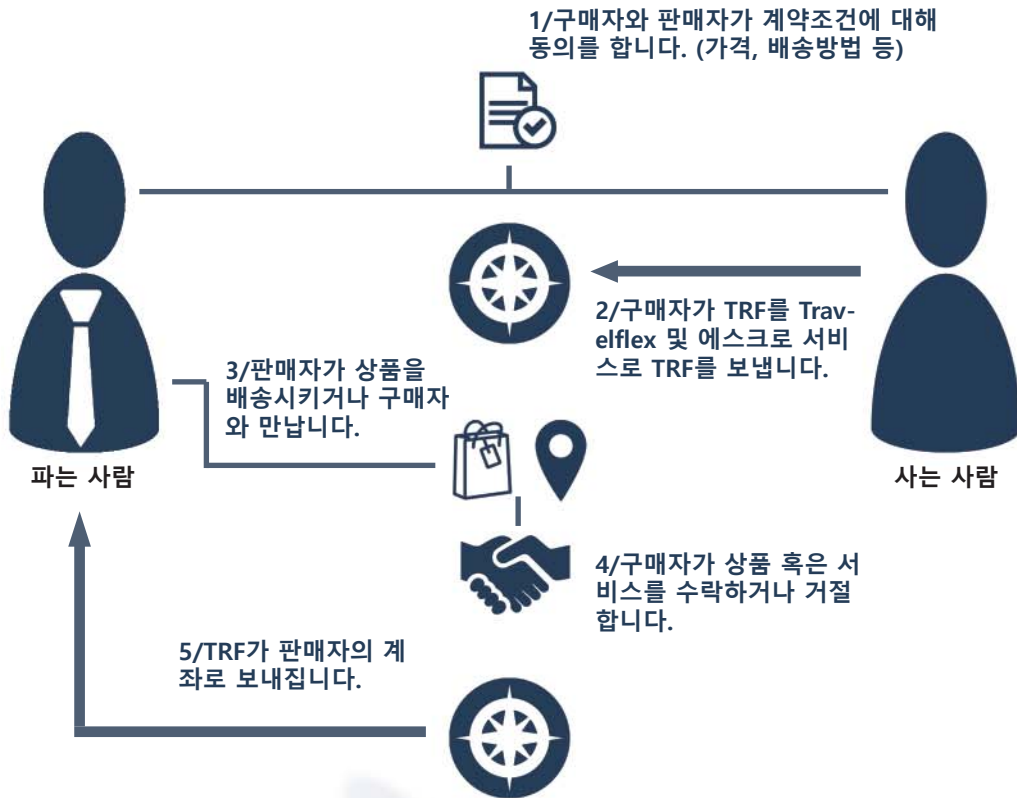 1/구매자와 판매자가 계약조건에 대해
동의를 합니다. (가격, 배송방법 등)
2/구매자가 TRF를 Trav-
elflex 및 에스크로 서비
스로 TRF를 보냅니다.
3/판매자가 상품을
배송시키거나 구매자
와 만납니다.
파는 사람
사는 사람
4/구매자가 상품 혹은 서
비스를 수락하거나 거절
합니다.
5/TRF가 판매자의 계
좌로 보내집니다.